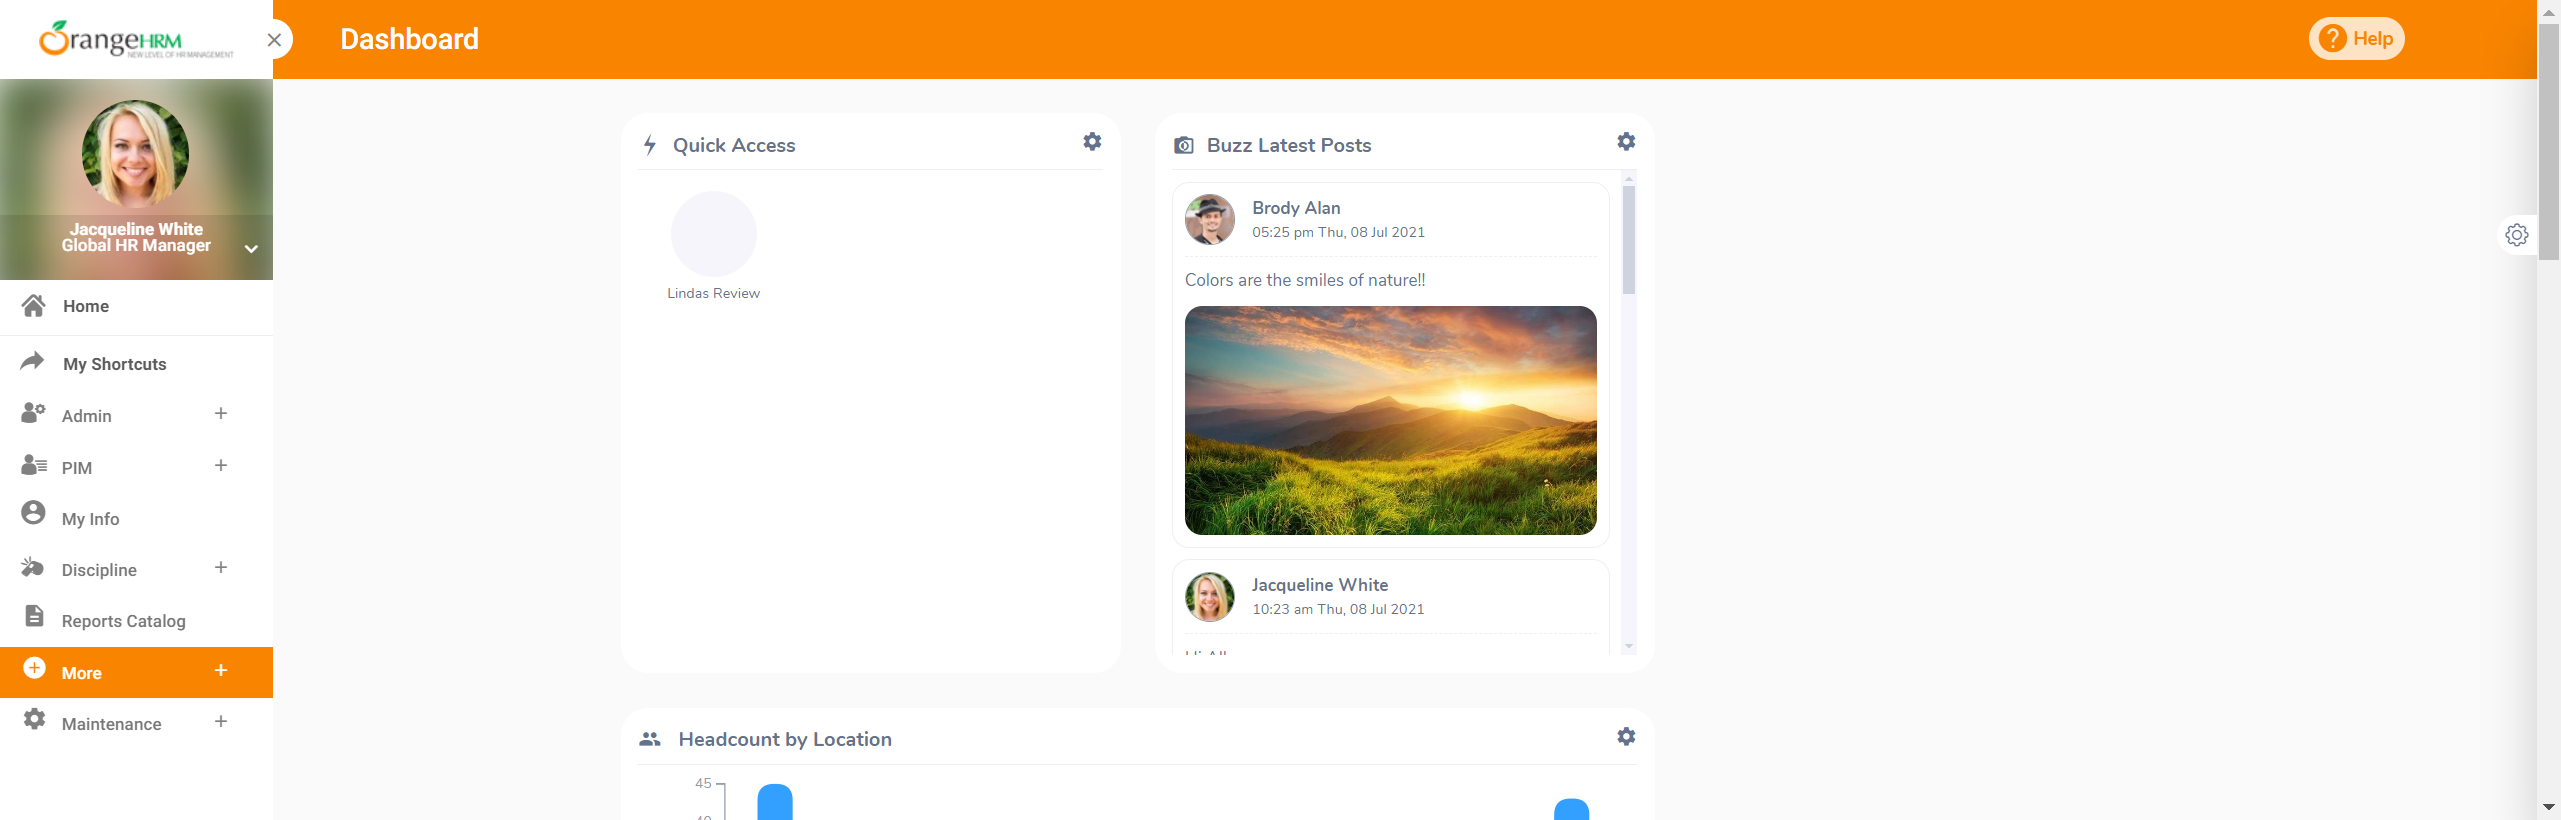 OrangeHRM
NEW LEVEL OF HR MANAGEMENT
Dashboard
Help
Jacqueline White
Global HR Manager
Home
My Shortcuts
Admin
PIM
My Info
Discipline
Reports Catalog
More
Maintenance
Quick Access
Lindas Review
Buzz Latest Posts
Brody Alan
05:25 pm Thu, 08 Jul 2021
Colors are the smiles of nature!!
Jacqueline White
10:23 am Thu, 08 Jul 2021
Headcount by Location
45